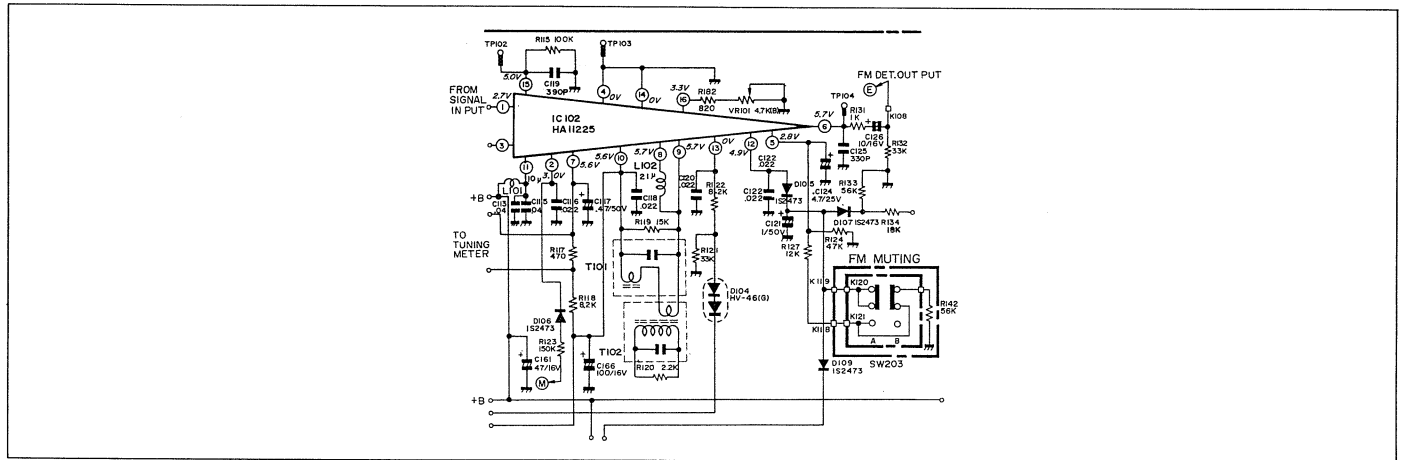 TP102
R115 100K
TP103
5.0V
15
C119
390P
4
0V
14
0V
3.3V
16
R182
820
VR101 4.7K(B)
FM DET.OUT PUT
E
TP104
R131
1K
K108
FROM
SIGNAL
IN PUT
2.7V
1
IC102
HA11225
3
5.7V
6
C126
10/16V
R132
33K
C125
330P
11
10μ
2
3.0V
7
5.6V
5.6V
10
5.7V
8
9
5.7V
13
0V
12
4.9V
5
2.8V
L101
+B
C113
.04
C115
.04
C116
.022
C117
.47/50V
L102
21μ
C118
.022
C120
.022
R122
8.2K
C122
.022
C122
.022
D105
1S2473
C124
4.7/25V
R133
56K
R119 15K
C121
1/50V
D107 1S2473
R134
18K
R124
47K
R127
12K
TO
TUNING
METER
R117
470
T101
R121
33K
FM MUTING
R118
8.2K
D104
HV-46(G)
K119
K120
K121
K118
R142
56K
A
B
SW203
D106
1S2473
R123
150K
T102
C161
47/16V
M
C166
100/16V
R120
2.2K
D109
1S2473
+B